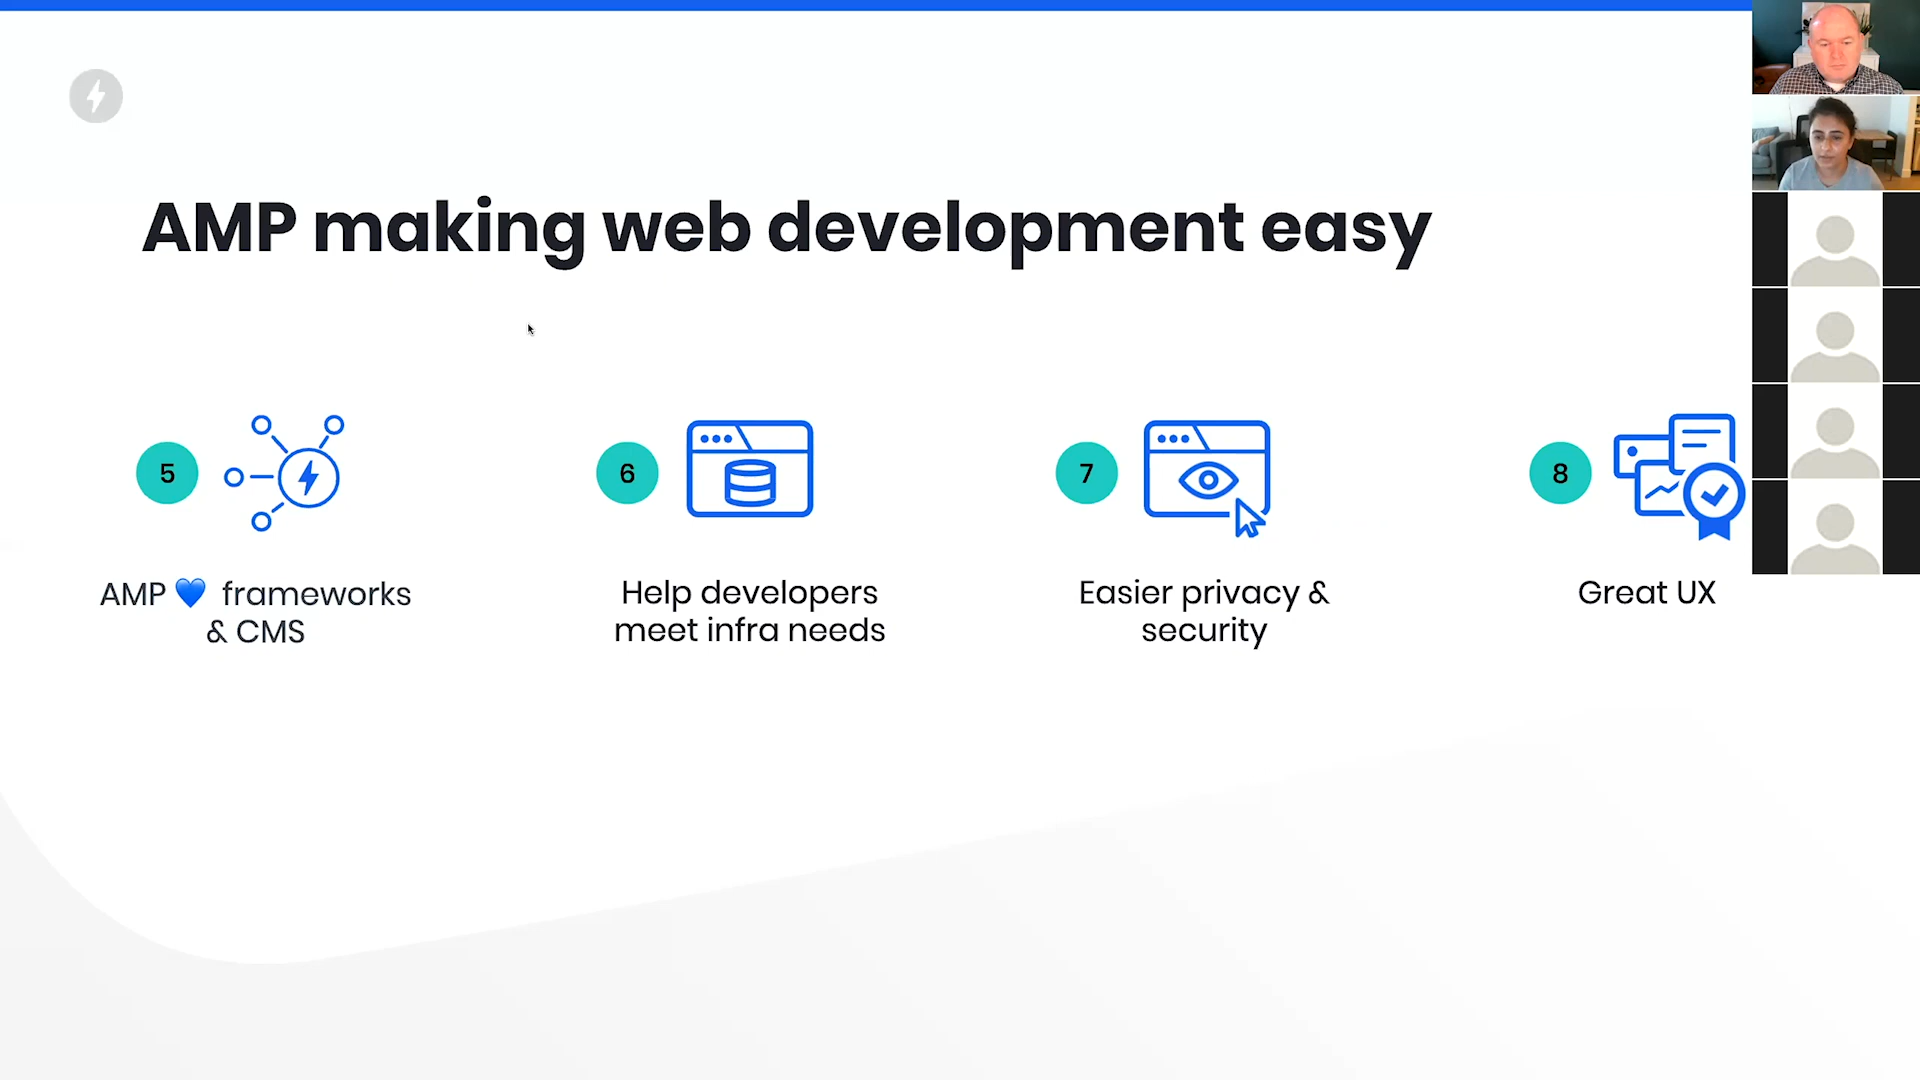 AMP making web development easy
5
AMP 💙 frameworks
& CMS
6
Help developers
meet infra needs
7
Easier privacy &
security
8
Great UX